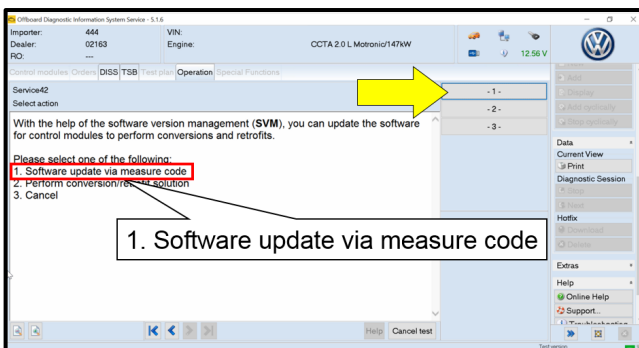 Offboard Diagnostic Information System Service - 5.1.6
Importer: 444 VIN:
Dealer: 02163 Engine: CCTA 2.0 L Motronic/147kW
RO: ---
12.56 V
Control modules Orders DISS TSB Test plan Operation Special Functions
Service42
Select action
With the help of the software version management (SVM), you can update the software
for control modules to perform conversions and retrofits.
Please select one of the following:
1. Software update via measure code
2. Perform conversion/retrofit solution
3. Cancel
1. Software update via measure code
Help Cancel test
- 1 -
- 2 -
- 3 -
Add
Display
Add cyclically
Stop cyclically
Data
Current View
Print
Diagnostic Session
Stop
Hotfix
Download
Delete
Extras
Help
Online Help
Support...
Troubleshooting
Test version